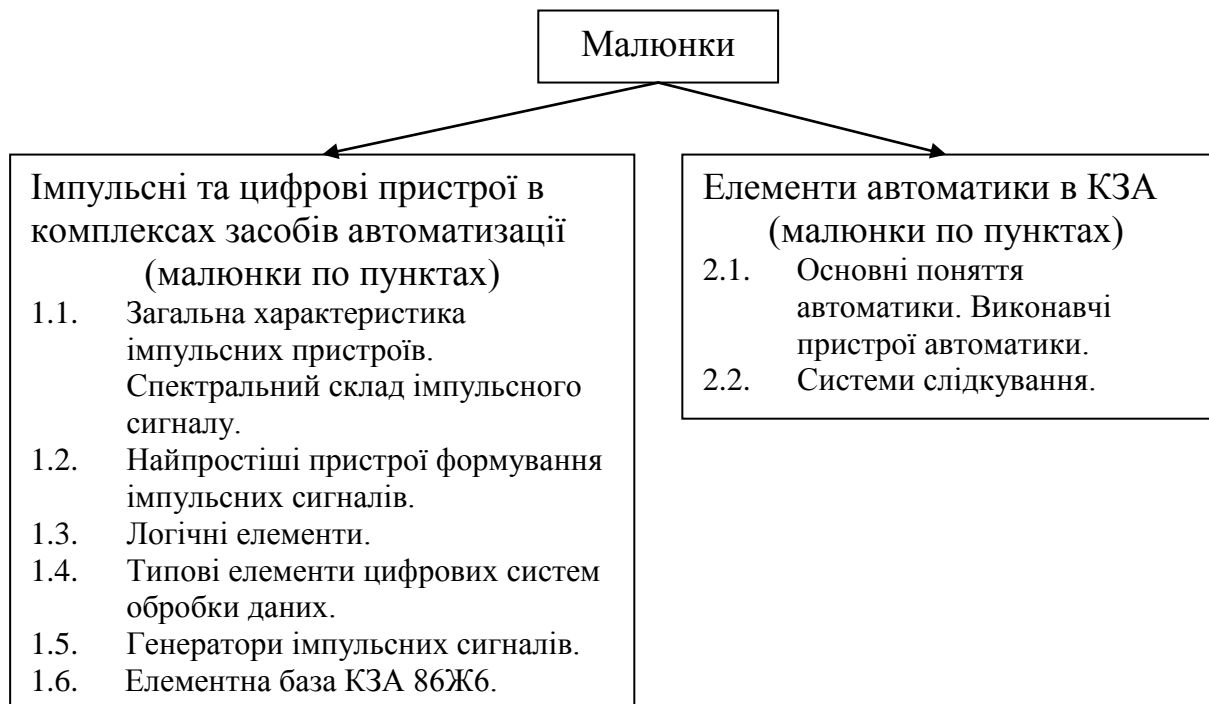 Малюнки
Імпульсні та цифрові пристрої в
комплексах засобів автоматизації
(малюнки по пунктах)
1.1. Загальна характеристика
імпульсних пристроїв.
Спектральний склад імпульсного
сигналу.
1.2. Найпростіші пристрої формування
імпульсних сигналів.
1.3. Логічні елементи.
1.4. Типові елементи цифрових систем
обробки даних.
1.5. Генератори імпульсних сигналів.
1.6. Елементна база КЗА 86Ж6.
Елементи автоматики в КЗА
(малюнки по пунктах)
2.1. Основні поняття
автоматики. Виконавчі
пристрої автоматики.
2.2. Системи слідкування.